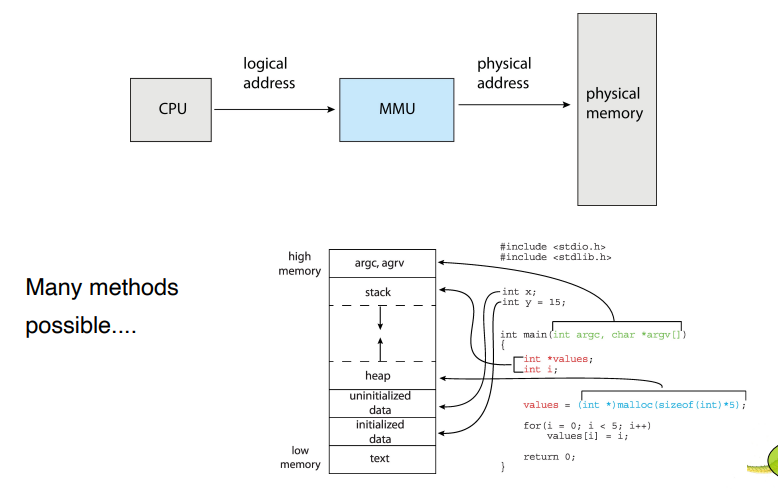 logical
address
physical
address
CPU
MMU
physical
memory
Many methods
possible....
high
memory
argc, agrv
stack
heap
uninitialized
data
initialized
data
low
memory
text
#include <stdio.h>
#include <stdlib.h>
int x;
int y = 15;
int main(int argc, char *argv[])
{
int *values;
int i;
values = (int *)malloc(sizeof(int)*5);
for(i = 0; i < 5; i++)
values[i] = i;
return 0;
}